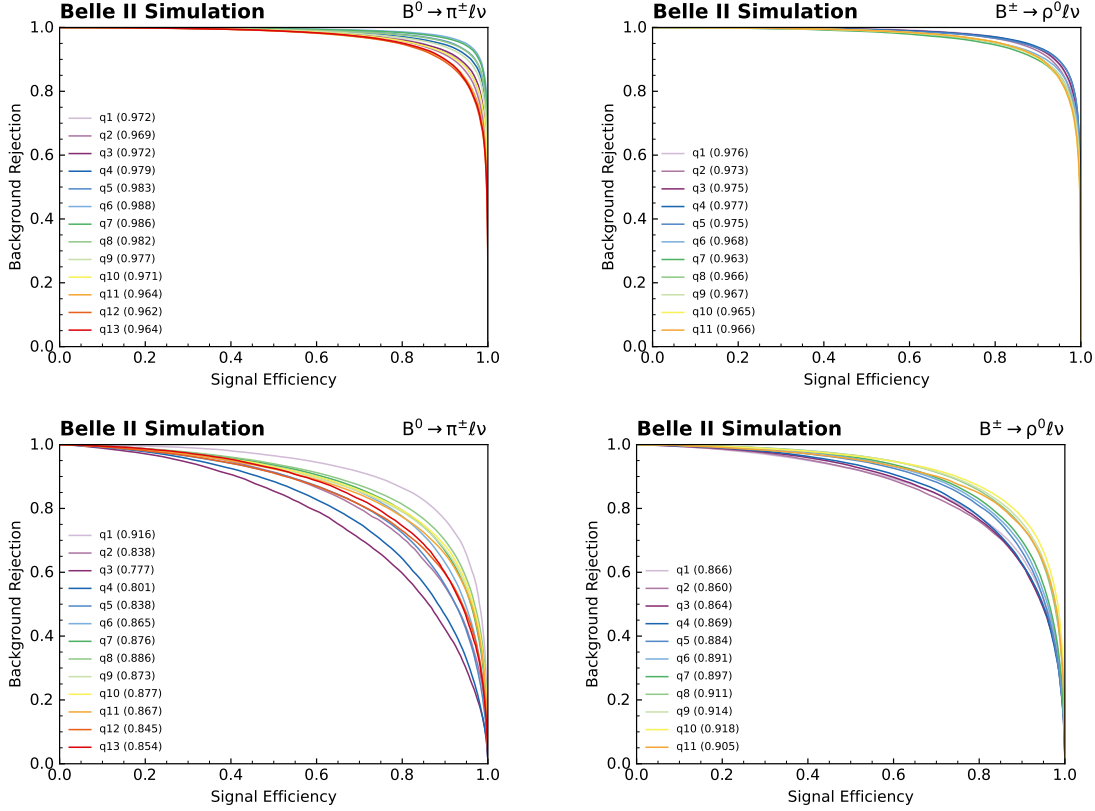 Belle II Simulation B⁰ → π±ℓν
1.0
0.8
0.6
0.4
0.2
0.0
Background Rejection
q1 (0.972)
q2 (0.969)
q3 (0.972)
q4 (0.979)
q5 (0.983)
q6 (0.988)
q7 (0.986)
q8 (0.982)
q9 (0.977)
q10 (0.971)
q11 (0.964)
q12 (0.962)
q13 (0.964)
0.0 0.2 0.4 0.6 0.8 1.0
Signal Efficiency
Belle II Simulation B± → ρ⁰ℓν
1.0
0.8
0.6
0.4
0.2
0.0
Background Rejection
q1 (0.976)
q2 (0.973)
q3 (0.975)
q4 (0.977)
q5 (0.975)
q6 (0.968)
q7 (0.963)
q8 (0.966)
q9 (0.967)
q10 (0.965)
q11 (0.966)
0.0 0.2 0.4 0.6 0.8 1.0
Signal Efficiency
Belle II Simulation B⁰ → π±ℓν
1.0
0.8
0.6
0.4
0.2
0.0
Background Rejection
q1 (0.916)
q2 (0.838)
q3 (0.777)
q4 (0.801)
q5 (0.838)
q6 (0.865)
q7 (0.876)
q8 (0.886)
q9 (0.873)
q10 (0.877)
q11 (0.867)
q12 (0.845)
q13 (0.854)
0.0 0.2 0.4 0.6 0.8 1.0
Signal Efficiency
Belle II Simulation B± → ρ⁰ℓν
1.0
0.8
0.6
0.4
0.2
0.0
Background Rejection
q1 (0.866)
q2 (0.860)
q3 (0.864)
q4 (0.869)
q5 (0.884)
q6 (0.891)
q7 (0.897)
q8 (0.911)
q9 (0.914)
q10 (0.918)
q11 (0.905)
0.0 0.2 0.4 0.6 0.8 1.0
Signal Efficiency